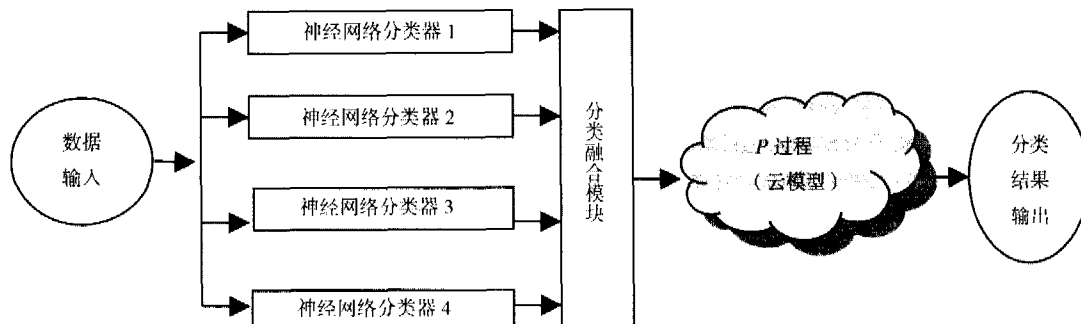 数据
输入
神经网络分类器 1
神经网络分类器 2
神经网络分类器 3
神经网络分类器 4
分类融合模块
P 过程
（云模型）
分类
结果
输出